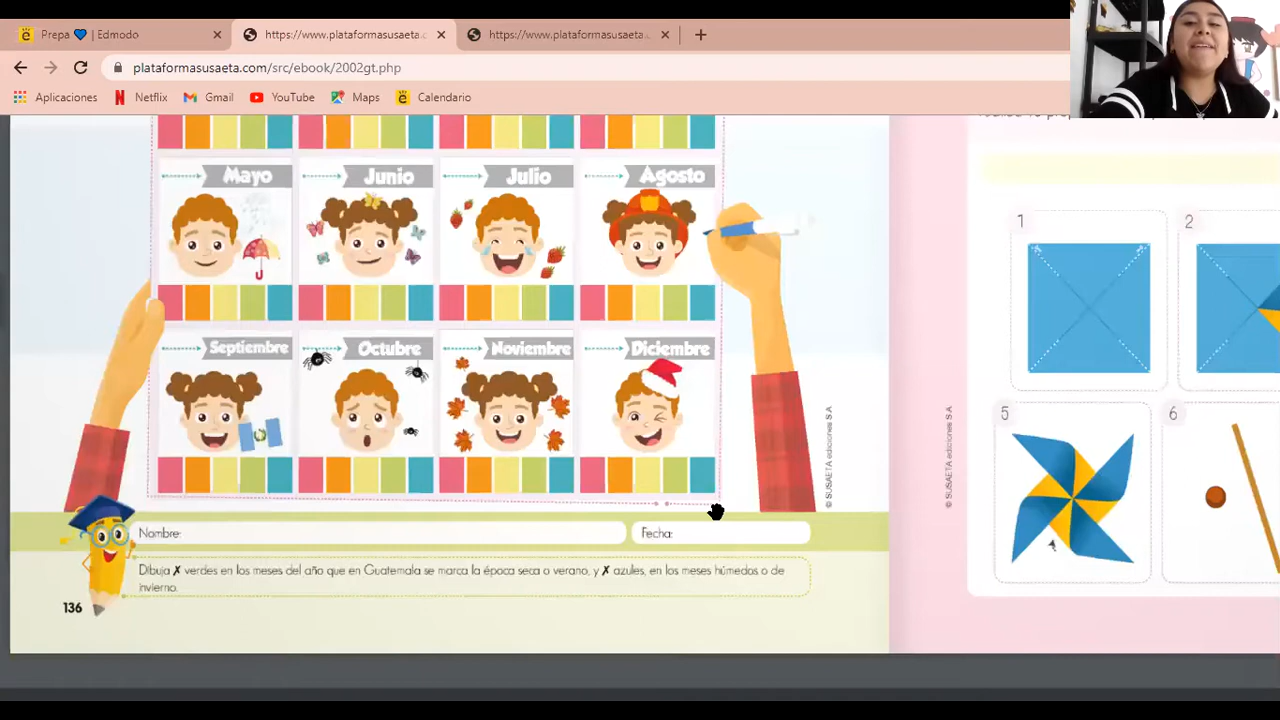 Prepa 💙 | Edmodo
https://www.plataformasusaeta.c
https://www.plataformasusaeta.
plataformasusaeta.com/src/ebook/2002gt.php
Aplicaciones
Netflix
Gmail
YouTube
Maps
Calendario
Mayo
Junio
Julio
Agosto
Septiembre
Octubre
Noviembre
Diciembre
© SUSAETA ediciones S.A
Nombre:
Fecha:
Dibuja ✗ verdes en los meses del año que en Guatemala se marca la época seca o verano, y ✗ azules, en los meses húmedos o de
invierno.
136
© SUSAETA ediciones S.A
1
2
5
6